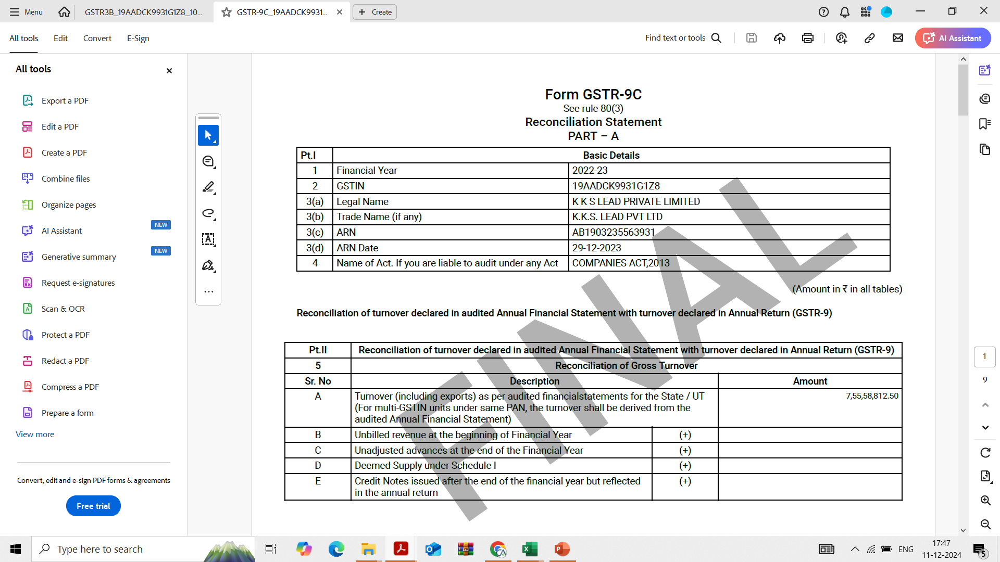 Menu
GSTR3B_19AADCK9931G1Z8_10...
GSTR-9C_19AADCK9931...
Create
All tools
Edit
Convert
E-Sign
Find text or tools
AI Assistant
All tools
Export a PDF
Edit a PDF
Create a PDF
Combine files
Organize pages
AI Assistant
NEW
Generative summary
NEW
Request e-signatures
Scan & OCR
Protect a PDF
Redact a PDF
Compress a PDF
Prepare a form
View more
Convert, edit and e-sign PDF forms & agreements
Free trial
Form GSTR-9C
See rule 80(3)
Reconciliation Statement
PART – A
Pt.I Basic Details
1 Financial Year 2022-23
2 GSTIN 19AADCK9931G1Z8
3(a) Legal Name K K S LEAD PRIVATE LIMITED
3(b) Trade Name (if any) K.K.S. LEAD PVT LTD
3(c) ARN AB1903235563931
3(d) ARN Date 29-12-2023
4 Name of Act. If you are liable to audit under any Act COMPANIES ACT,2013
(Amount in ₹ in all tables)
Reconciliation of turnover declared in audited Annual Financial Statement with turnover declared in Annual Return (GSTR-9)
Pt.II Reconciliation of turnover declared in audited Annual Financial Statement with turnover declared in Annual Return (GSTR-9)
5 Reconciliation of Gross Turnover
Sr. No Description Amount
A Turnover (including exports) as per audited financialstatements for the State / UT 7,55,58,812.50
(For multi-GSTIN units under same PAN, the turnover shall be derived from the
audited Annual Financial Statement)
B Unbilled revenue at the beginning of Financial Year (+)
C Unadjusted advances at the end of the Financial Year (+)
D Deemed Supply under Schedule I (+)
E Credit Notes issued after the end of the financial year but reflected (+)
in the annual return
FINAL
1
9
Type here to search
ENG
17:47
11-12-2024
5